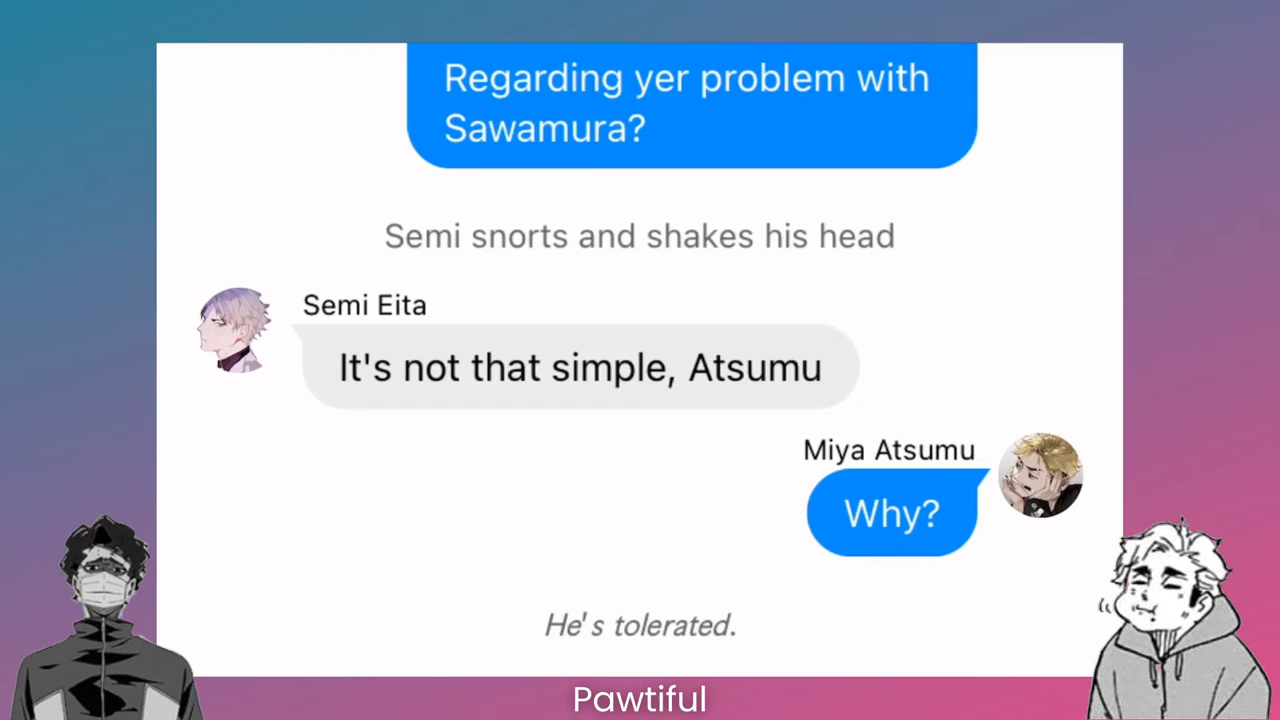 Regarding yer problem with
Sawamura?
Semi snorts and shakes his head
Semi Eita
It's not that simple, Atsumu
Miya Atsumu
Why?
He's tolerated.
Pawtiful